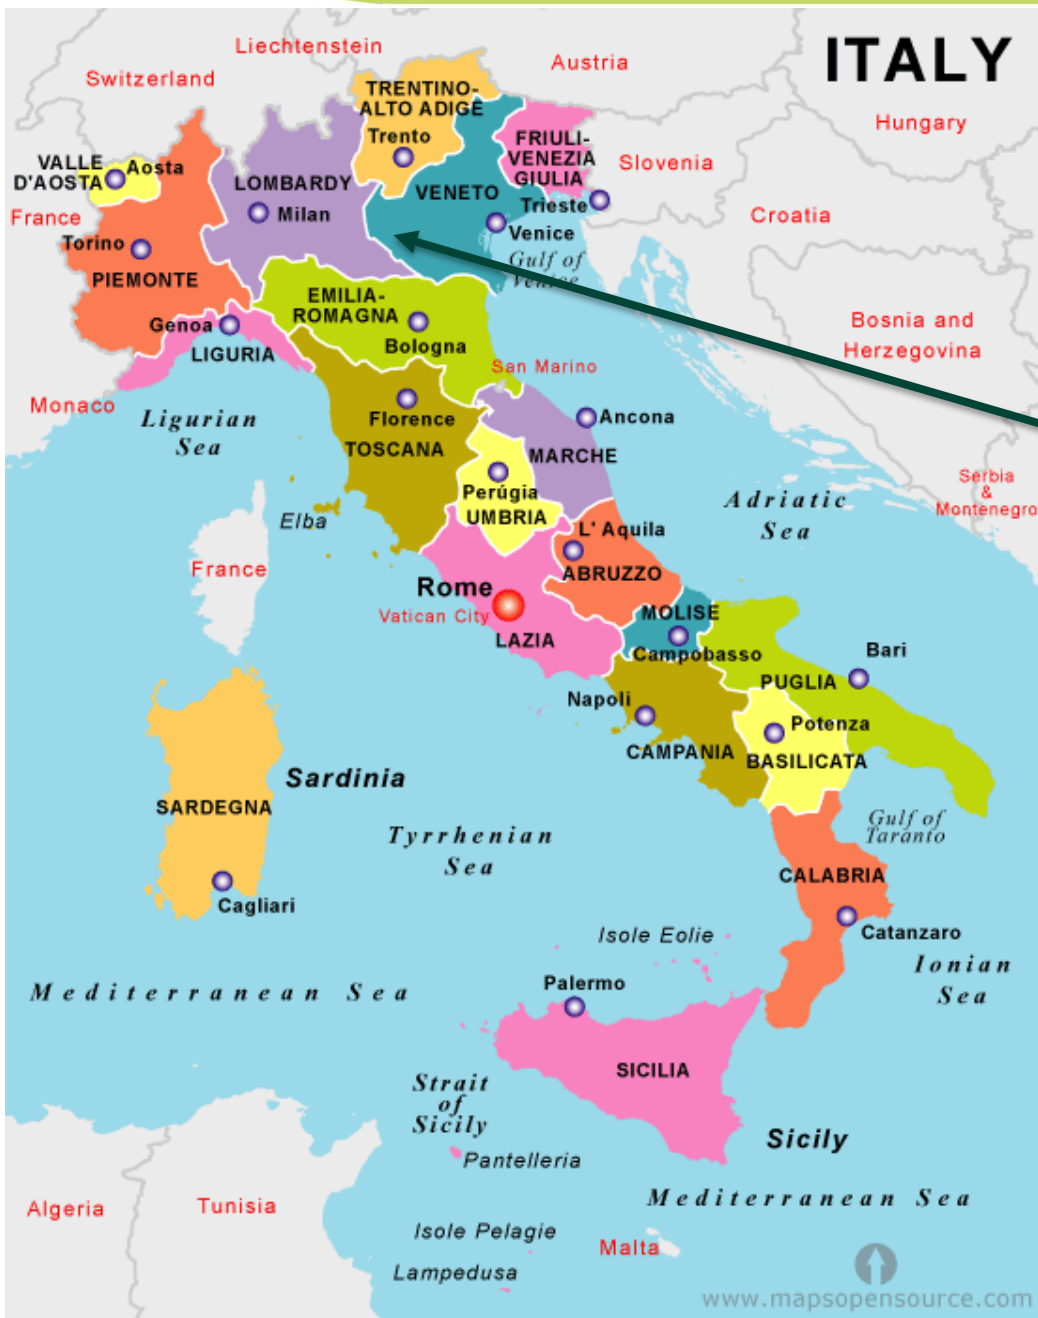 ITALY
Liechtenstein
Austria
Switzerland
Hungary
TRENTINO-
ALTO ADIGE
Trento
FRIULI-
VENEZIA
GIULIA
Slovenia
VALLE
D'AOSTA
Aosta
LOMBARDY
Milan
VENETO
Trieste
Venice
Croatia
France
Torino
PIEMONTE
Gulf of
Venice
EMILIA-
ROMAGNA
Bologna
Genoa
LIGURIA
Bosnia and
Herzegovina
San Marino
Monaco
Ligurian
Sea
Florence
TOSCANA
Ancona
MARCHE
Perúgia
UMBRIA
Serbia
&
Montenegro
Adriatic
Sea
Elba
L' Aquila
ABRUZZO
France
Rome
Vatican City
LAZIA
MOLISE
Campobasso
Bari
PUGLIA
Napoli
CAMPANIA
Potenza
BASILICATA
Sardinia
SARDEGNA
Cagliari
Tyrrhenian
Sea
Gulf of
Taranto
CALABRIA
Catanzaro
Isole Eolie
Ionian
Sea
Mediterranean Sea
Palermo
SICILIA
Strait
of
Sicily
Sicily
Pantelleria
Algeria
Tunisia
Mediterranean Sea
Isole Pelagie
Malta
Lampedusa
www.mapsopensource.com